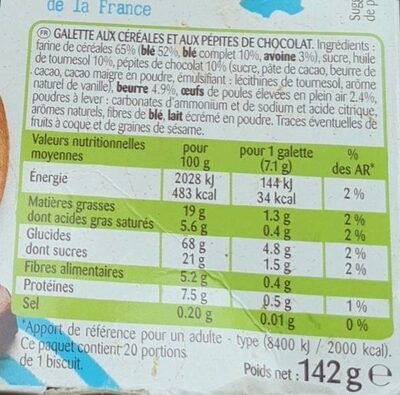 de la France
FR GALETTE AUX CÉRÉALES ET AUX PÉPITES DE CHOCOLAT. Ingrédients :
farine de céréales 65% (blé 52%, blé complet 10%, avoine 3%), sucre, huile
de tournesol 10%, pépites de chocolat 10% (sucre, pâte de cacao, beurre de
cacao, cacao maigre en poudre, émulsifiant : lécithines de tournesol, arôme
naturel de vanille), beurre 4.9%, œufs de poules élevées en plein air 2.4%,
poudres à lever : carbonates d'ammonium et de sodium et acide citrique,
arômes naturels, fibres de blé, lait écrémé en poudre. Traces éventuelles de
fruits à coque et de graines de sésame.
Valeurs nutritionnelles moyennes pour 100 g pour 1 galette (7.1 g) % des AR*
Énergie 2028 kJ 144 kJ
483 kcal 34 kcal 2 %
Matières grasses 19 g 1.3 g 2 %
dont acides gras saturés 5.6 g 0.4 g 2 %
Glucides 68 g 4.8 g 2 %
dont sucres 21 g 1.5 g 2 %
Fibres alimentaires 5.2 g 0.4 g
Protéines 7.5 g 0.5 g 1 %
Sel 0.20 g 0.01 g 0 %
*Apport de référence pour un adulte - type (8400 kJ / 2000 kcal).
Ce paquet contient 20 portions
de 1 biscuit.
Poids net : 142 g e